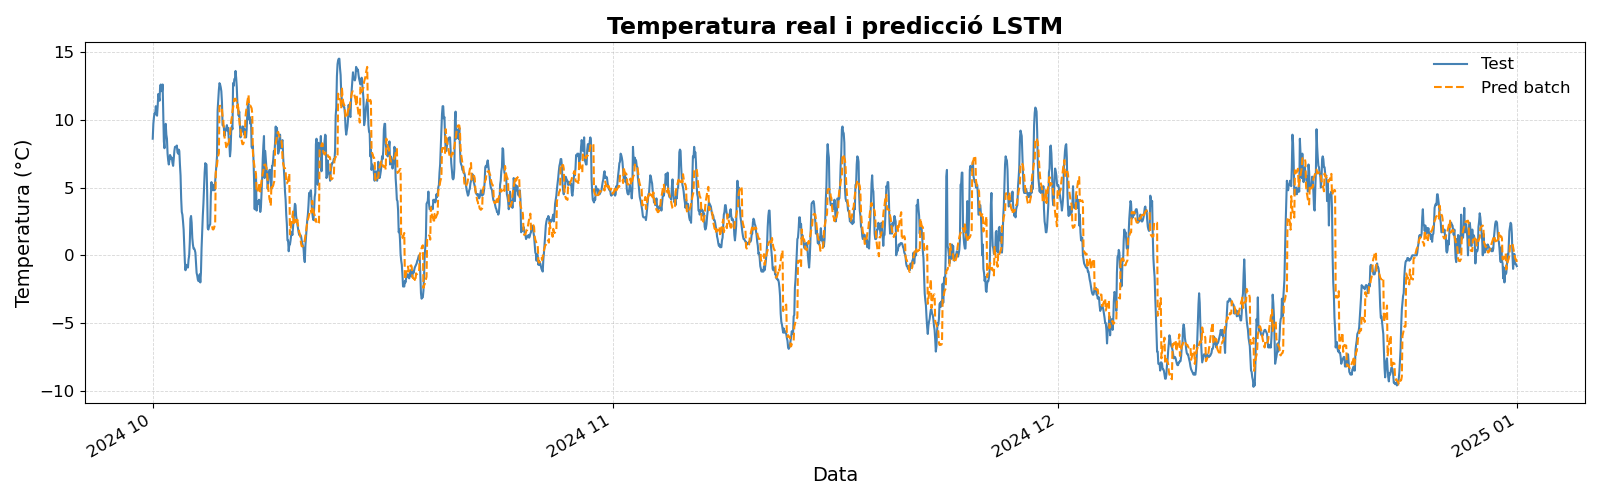 Temperatura real i predicció LSTM
Temperatura (°C)
15
10
5
0
−5
−10
Test
Pred batch
2024 10
2024 11
2024 12
2025 01
Data